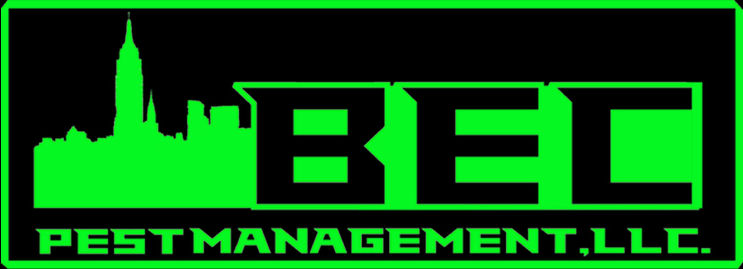 BEC
PEST MANAGEMENT, LLC.